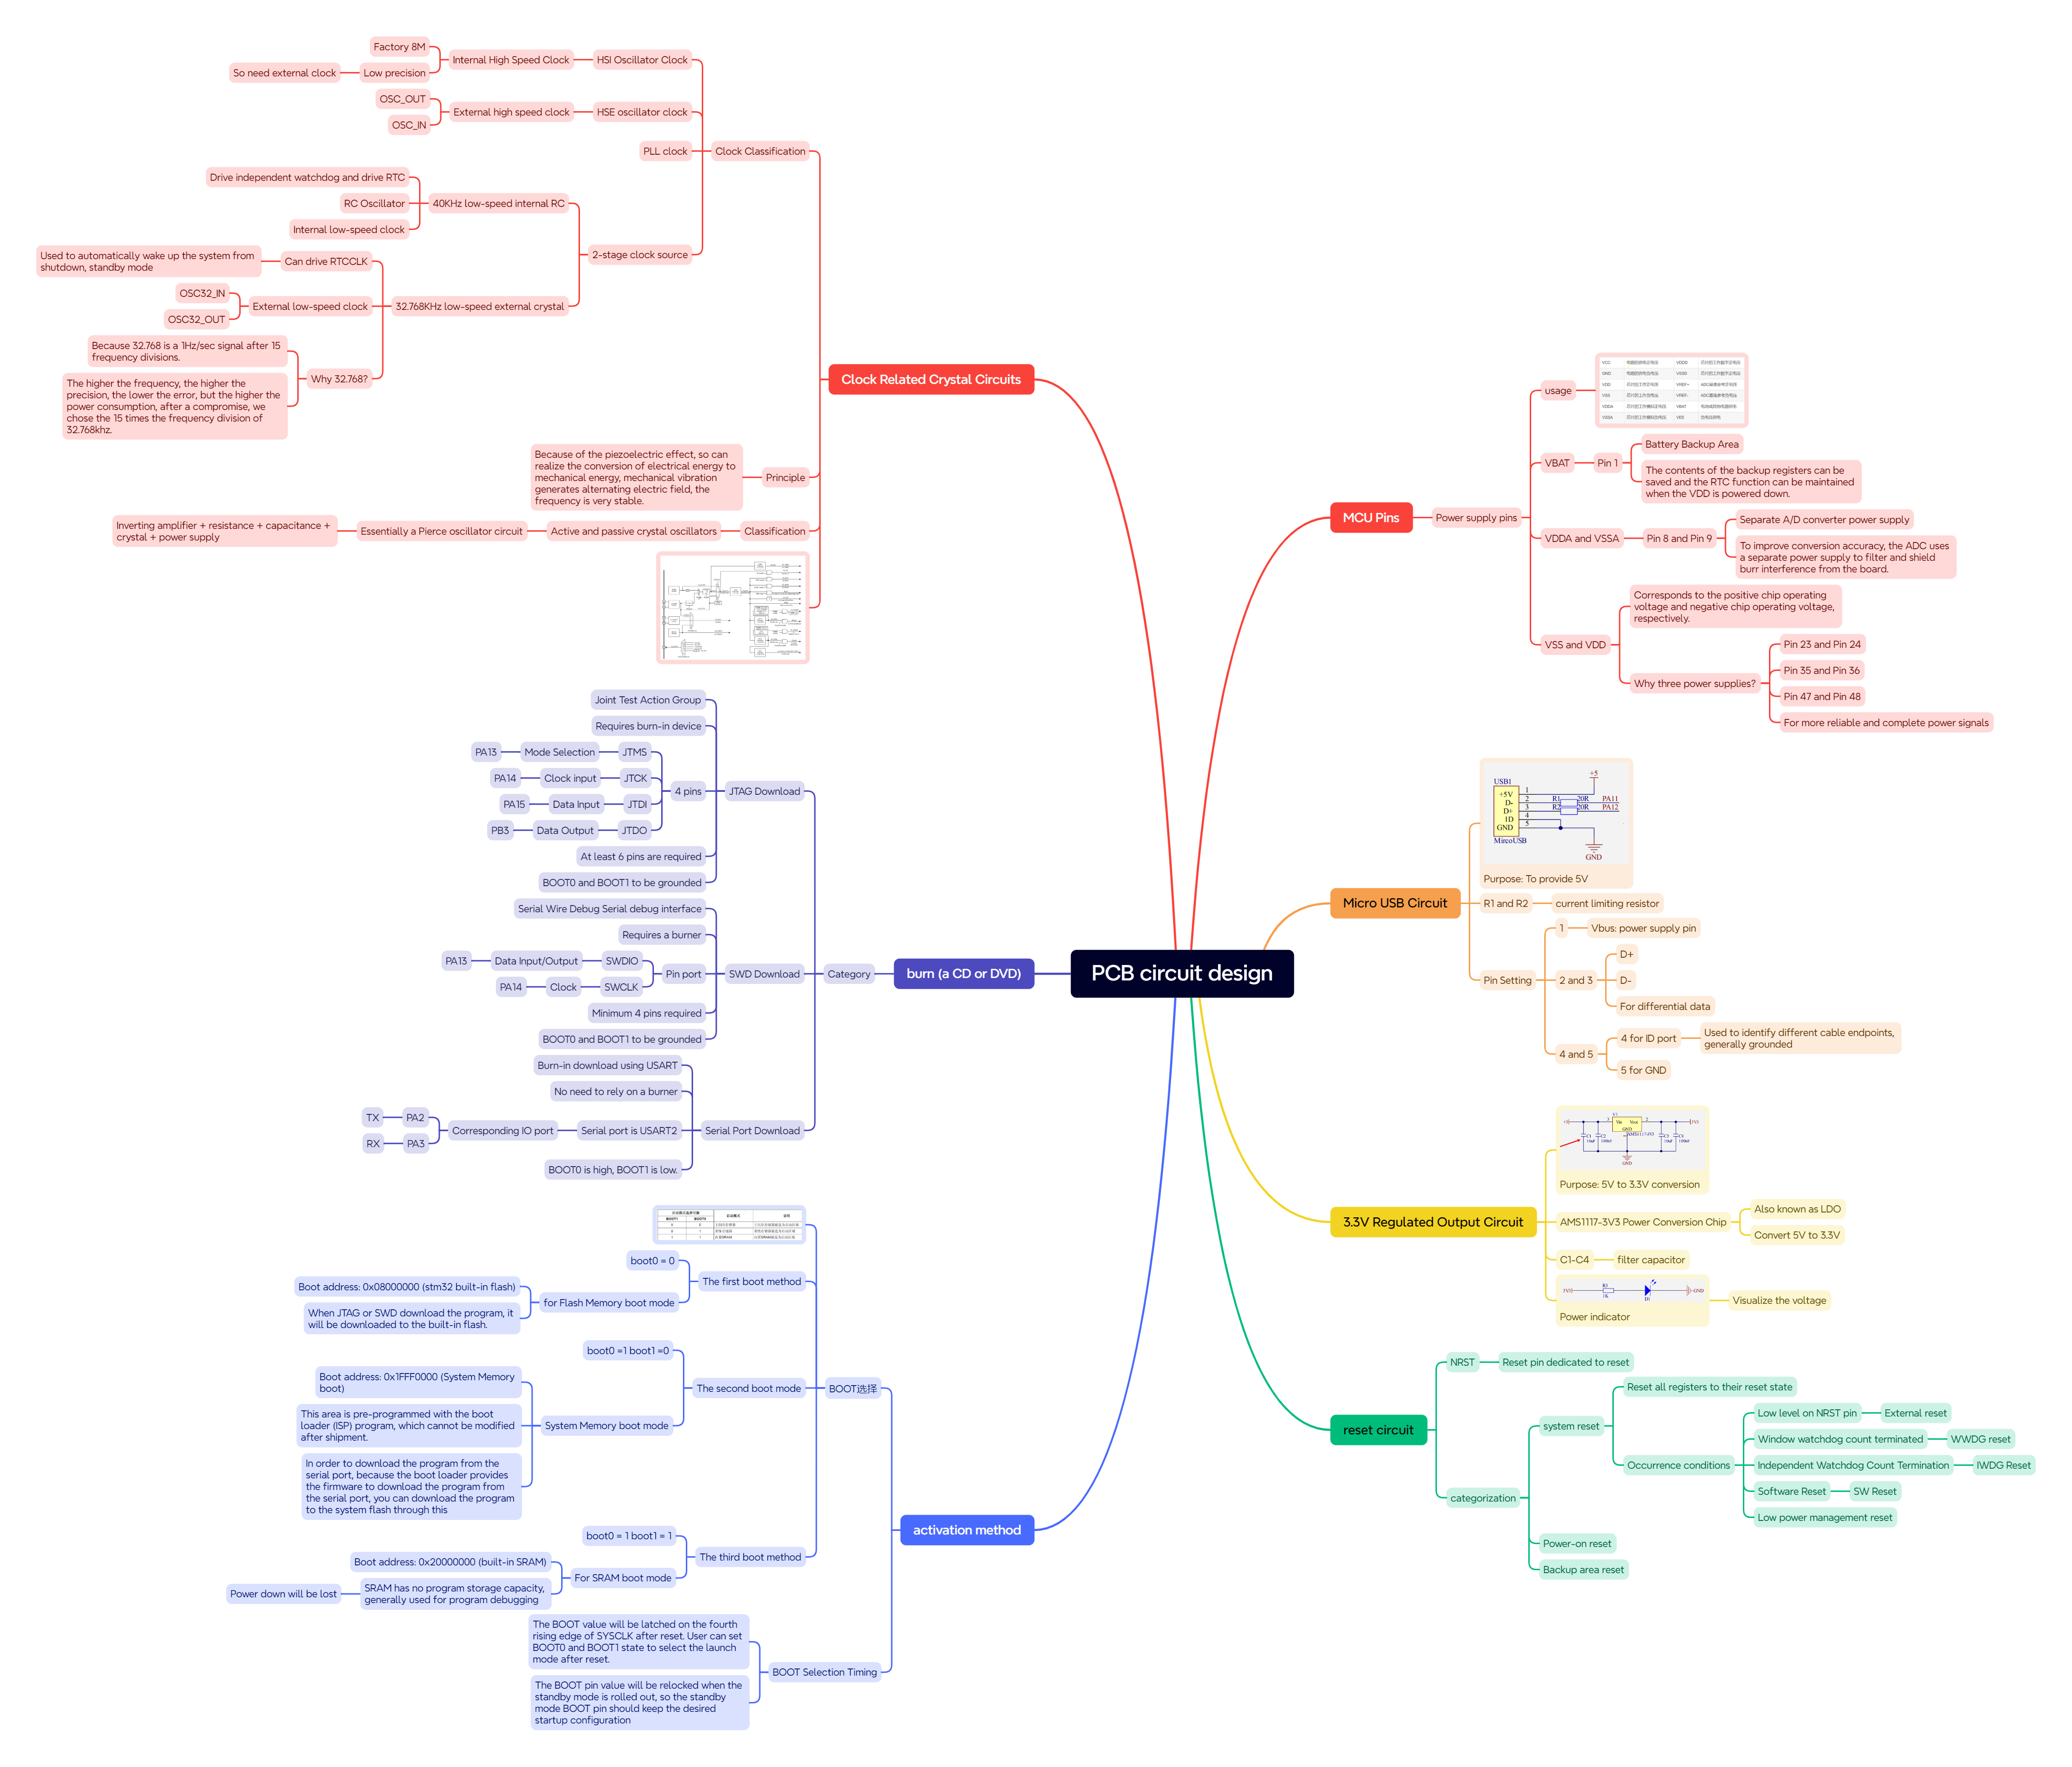 PCB circuit design
Clock Related Crystal Circuits
Clock Classification
HSI Oscillator Clock
Internal High Speed Clock
Factory 8M
Low precision
So need external clock
HSE oscillator clock
External high speed clock
OSC_OUT
OSC_IN
PLL clock
2-stage clock source
40KHz low-speed internal RC
Drive independent watchdog and drive RTC
RC Oscillator
Internal low-speed clock
32.768KHz low-speed external crystal
Can drive RTCCLK
Used to automatically wake up the system from
shutdown, standby mode
External low-speed clock
OSC32_IN
OSC32_OUT
Why 32.768?
Because 32.768 is a 1Hz/sec signal after 15
frequency divisions.
The higher the frequency, the higher the
precision, the lower the error, but the higher the
power consumption, after a compromise, we
chose the 15 times the frequency division of
32.768khz.
Principle
Because of the piezoelectric effect, so can
realize the conversion of electrical energy to
mechanical energy, mechanical vibration
generates alternating electric field, the
frequency is very stable.
Classification
Active and passive crystal oscillators
Essentially a Pierce oscillator circuit
Inverting amplifier + resistance + capacitance +
crystal + power supply
burn (a CD or DVD)
Category
JTAG Download
Joint Test Action Group
Requires burn-in device
4 pins
JTMS
Mode Selection
PA13
JTCK
Clock input
PA14
JTDI
Data Input
PA15
JTDO
Data Output
PB3
At least 6 pins are required
BOOT0 and BOOT1 to be grounded
SWD Download
Serial Wire Debug Serial debug interface
Requires a burner
Pin port
SWDIO
Data Input/Output
PA13
SWCLK
Clock
PA14
Minimum 4 pins required
BOOT0 and BOOT1 to be grounded
Serial Port Download
Burn-in download using USART
No need to rely on a burner
Serial port is USART2
Corresponding IO port
PA2
TX
PA3
RX
BOOT0 is high, BOOT1 is low.
activation method
BOOT选择
BOOT1
BOOT0
The first boot method
boot0 = 0
for Flash Memory boot mode
Boot address: 0x08000000 (stm32 built-in flash)
When JTAG or SWD download the program, it
will be downloaded to the built-in flash.
The second boot mode
boot0 =1 boot1 =0
System Memory boot mode
Boot address: 0x1FFF0000 (System Memory
boot)
This area is pre-programmed with the boot
loader (ISP) program, which cannot be modified
after shipment.
In order to download the program from the
serial port, because the boot loader provides
the firmware to download the program from
the serial port, you can download the program
to the system flash through this
The third boot method
boot0 = 1 boot1 = 1
For SRAM boot mode
Boot address: 0x20000000 (built-in SRAM)
SRAM has no program storage capacity,
generally used for program debugging
Power down will be lost
BOOT Selection Timing
The BOOT value will be latched on the fourth
rising edge of SYSCLK after reset. User can set
BOOT0 and BOOT1 state to select the launch
mode after reset.
The BOOT pin value will be relocked when the
standby mode is rolled out, so the standby
mode BOOT pin should keep the desired
startup configuration
MCU Pins
Power supply pins
usage
VCC
VDDD
GND
VSSD
VDD
VREF+
VSS
VREF-
VDDA
VBAT
VSSA
VEE
VBAT
Pin 1
Battery Backup Area
The contents of the backup registers can be
saved and the RTC function can be maintained
when the VDD is powered down.
VDDA and VSSA
Pin 8 and Pin 9
Separate A/D converter power supply
To improve conversion accuracy, the ADC uses
a separate power supply to filter and shield
burr interference from the board.
VSS and VDD
Corresponds to the positive chip operating
voltage and negative chip operating voltage,
respectively.
Why three power supplies?
Pin 23 and Pin 24
Pin 35 and Pin 36
Pin 47 and Pin 48
For more reliable and complete power signals
Micro USB Circuit
USB1
+5
+5V 1
D- 2 R1 20R PA11
D+ 3 R2 20R PA12
1D 4
GND 5
MircoUSB
GND
Purpose: To provide 5V
R1 and R2
current limiting resistor
Pin Setting
1
Vbus: power supply pin
2 and 3
D+
D-
For differential data
4 and 5
4 for ID port
Used to identify different cable endpoints,
generally grounded
5 for GND
3.3V Regulated Output Circuit
Vin Vout
GND
AMS1117-3V3
C1
C2
GND
Purpose: 5V to 3.3V conversion
AMS1117-3V3 Power Conversion Chip
Also known as LDO
Convert 5V to 3.3V
C1-C4
filter capacitor
1K
D1
GND
Power indicator
Visualize the voltage
reset circuit
NRST
Reset pin dedicated to reset
categorization
system reset
Reset all registers to their reset state
Occurrence conditions
Low level on NRST pin
External reset
Window watchdog count terminated
WWDG reset
Independent Watchdog Count Termination
IWDG Reset
Software Reset
SW Reset
Low power management reset
Power-on reset
Backup area reset